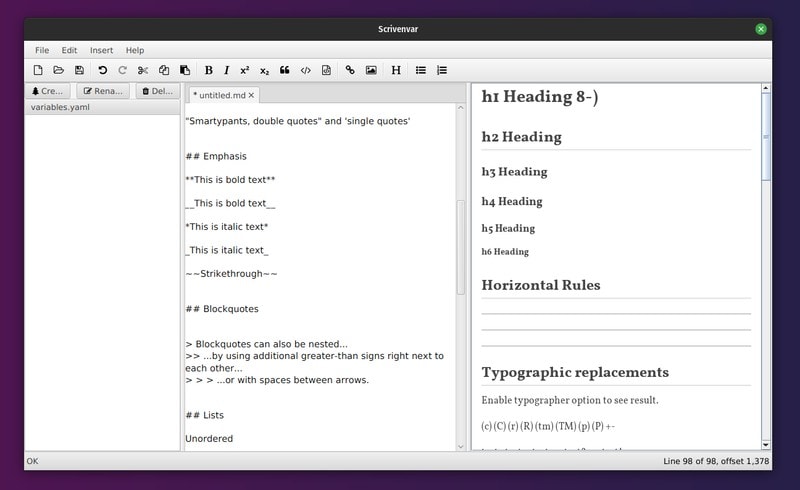 Scrivenvar
File Edit Insert Help
B I x² x₂ </> H
Cre... Rena... Del...
variables.yaml
* untitled.md
"Smartypants, double quotes" and 'single quotes'
## Emphasis
**This is bold text**
__This is bold text__
*This is italic text*
_This is italic text_
~~Strikethrough~~
## Blockquotes
> Blockquotes can also be nested...
>> ...by using additional greater-than signs right next to
each other...
> > > ...or with spaces between arrows.
## Lists
Unordered
h1 Heading 8-)
h2 Heading
h3 Heading
h4 Heading
h5 Heading
h6 Heading
Horizontal Rules
Typographic replacements
Enable typographer option to see result.
(c) (C) (r) (R) (tm) (TM) (p) (P) +-
OK
Line 98 of 98, offset 1,378